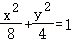 x²/8 + y²/4 = 1